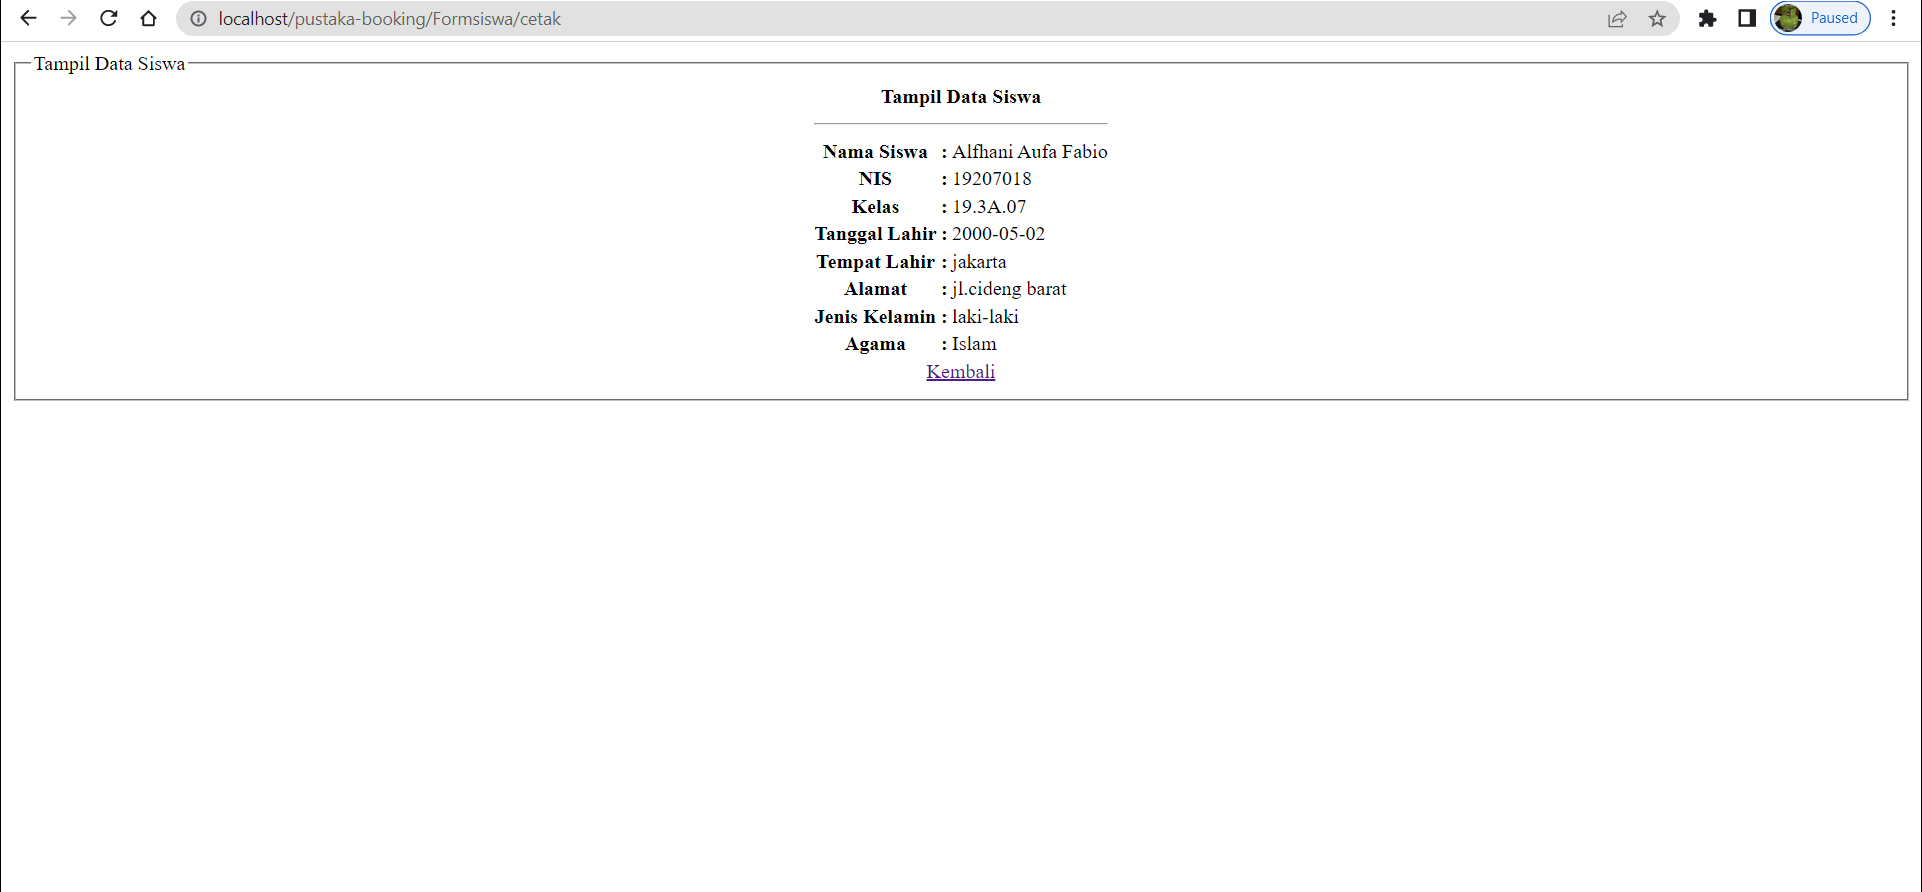 localhost/pustaka-booking/Formsiswa/cetak
Paused
Tampil Data Siswa
Tampil Data Siswa
Nama Siswa : Alfhani Aufa Fabio
NIS : 19207018
Kelas : 19.3A.07
Tanggal Lahir : 2000-05-02
Tempat Lahir : jakarta
Alamat : jl.cideng barat
Jenis Kelamin : laki-laki
Agama : Islam
Kembali